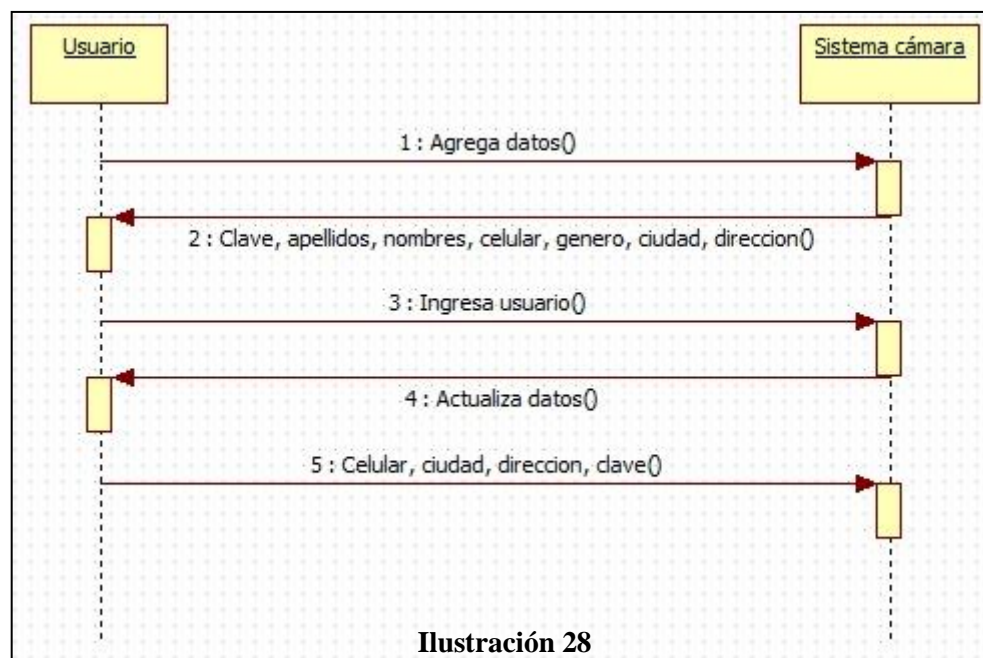 Usuario
Sistema cámara
1 : Agrega datos()
2 : Clave, apellidos, nombres, celular, genero, ciudad, direccion()
3 : Ingresa usuario()
4 : Actualiza datos()
5 : Celular, ciudad, direccion, clave()
Ilustración 28